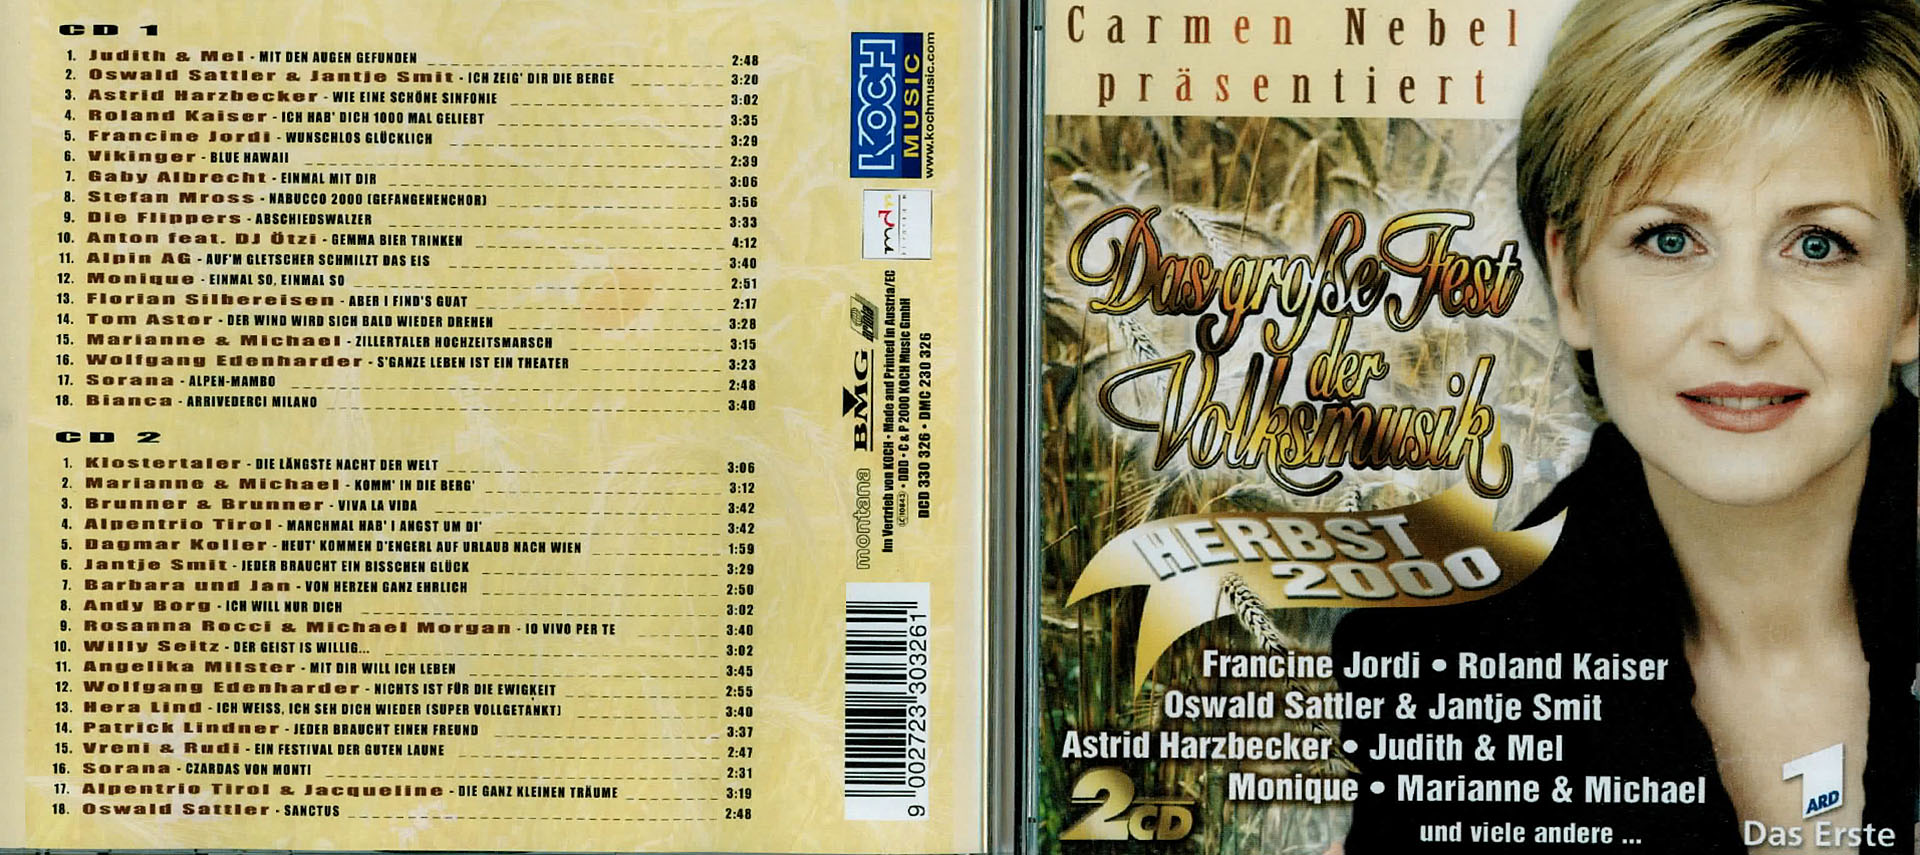 CD 1
1. Judith & Mel - MIT DEN AUGEN GEFUNDEN 2:48
2. Oswald Sattler & Jantje Smit - ICH ZEIG' DIR DIE BERGE 3:20
3. Astrid Harzbecker - WIE EINE SCHÖNE SINFONIE 3:02
4. Roland Kaiser - ICH HAB' DICH 1000 MAL GELIEBT 3:35
5. Francine Jordi - WUNSCHLOS GLÜCKLICH 3:29
6. Vikinger - BLUE HAWAII 2:39
7. Gaby Albrecht - EINMAL MIT DIR 3:06
8. Stefan Mross - NABUCCO 2000 (GEFANGENENCHOR) 3:56
9. Die Flippers - ABSCHIEDSWALZER 3:33
10. Anton feat. DJ Ötzi - GEMMA BIER TRINKEN 4:12
11. Alpin AG - AUF'M GLETSCHER SCHMILZT DAS EIS 3:40
12. Monique - EINMAL SO, EINMAL SO 2:51
13. Florian Silbereisen - ABER I FIND'S GUAT 2:17
14. Tom Astor - DER WIND WIRD SICH BALD WIEDER DREHEN 3:28
15. Marianne & Michael - ZILLERTALER HOCHZEITSMARSCH 3:15
16. Wolfgang Edenharder - S'GANZE LEBEN IST EIN THEATER 3:23
17. Sorana - ALPEN-MAMBO 2:48
18. Bianca - ARRIVEDERCI MILANO 3:40
CD 2
1. Klostertaler - DIE LÄNGSTE NACHT DER WELT 3:06
2. Marianne & Michael - KOMM' IN DIE BERG' 3:12
3. Brunner & Brunner - VIVA LA VIDA 3:42
4. Alpentrio Tirol - MANCHMAL HAB' I ANGST UM DI' 3:42
5. Dagmar Koller - HEUT' KOMMEN D'ENGERL AUF URLAUB NACH WIEN 1:59
6. Jantje Smit - JEDER BRAUCHT EIN BISSCHEN GLÜCK 3:29
7. Barbara und Jan - VON HERZEN GANZ EHRLICH 2:50
8. Andy Borg - ICH WILL NUR DICH 3:02
9. Rosanna Rocci & Michael Morgan - IO VIVO PER TE 3:40
10. Willy Seitz - DER GEIST IS WILLIG... 3:02
11. Angelika Milster - MIT DIR WILL ICH LEBEN 3:45
12. Wolfgang Edenharder - NICHTS IST FÜR DIE EWIGKEIT 2:55
13. Hera Lind - ICH WEISS, ICH SEH DICH WIEDER (SUPER VOLLGETANKT) 3:40
14. Patrick Lindner - JEDER BRAUCHT EINEN FREUND 3:37
15. Vreni & Rudi - EIN FESTIVAL DER GUTEN LAUNE 2:47
16. Sorana - CZARDAS VON MONTI 2:31
17. Alpentrio Tirol & Jacqueline - DIE GANZ KLEINEN TRÄUME 3:19
18. Oswald Sattler - SANCTUS 2:48
KOCH
MUSIC
www.kochmusic.com
mdr
ariola
BMG
montana
Im Vertrieb von KOCH • Made and Printed in Austria/EC
LC 10843 • DDD • C & P 2000 KOCH Music GmbH
DCD 330 326 • DMC 230 326
9 002723 303261
Carmen Nebel
präsentiert
Das große Fest
der
Volksmusik
HERBST
2000
Francine Jordi • Roland Kaiser
Oswald Sattler & Jantje Smit
Astrid Harzbecker • Judith & Mel
Monique • Marianne & Michael
und viele andere ...
2CD
1
ARD
Das Erste